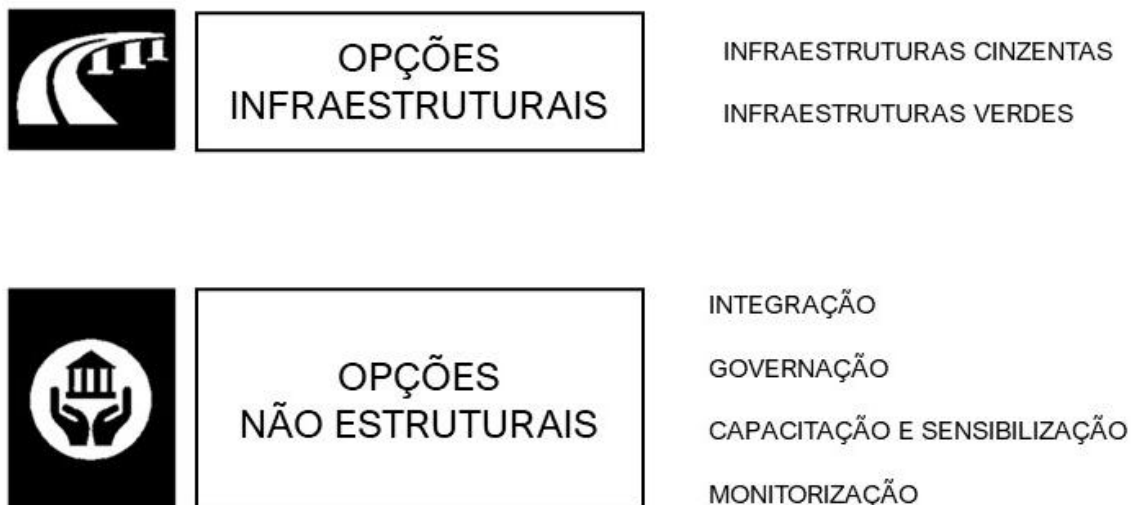 OPÇÕES
INFRAESTRUTURAIS
INFRAESTRUTURAS CINZENTAS
INFRAESTRUTURAS VERDES
OPÇÕES
NÃO ESTRUTURAIS
INTEGRAÇÃO
GOVERNAÇÃO
CAPACITAÇÃO E SENSIBILIZAÇÃO
MONITORIZAÇÃO